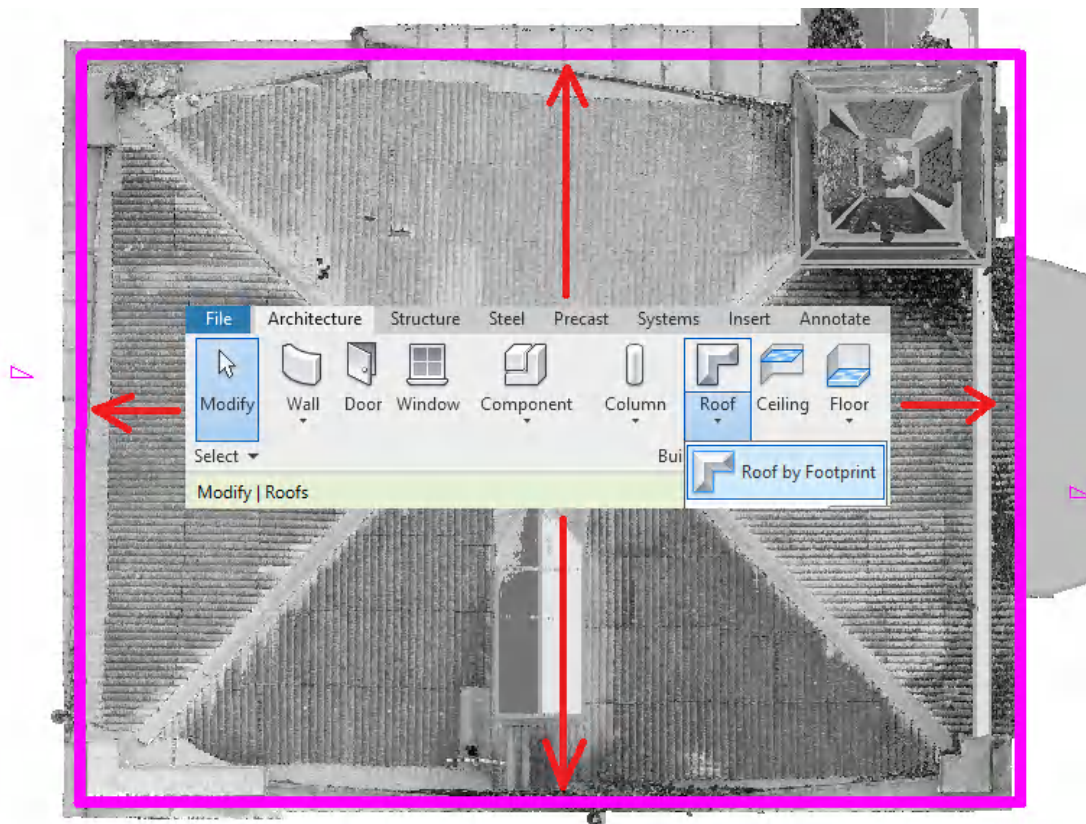 File Architecture Structure Steel Precast Systems Insert Annotate
Modify Wall Door Window Component Column Roof Ceiling Floor
Select Bui
Roof by Footprint
Modify | Roofs